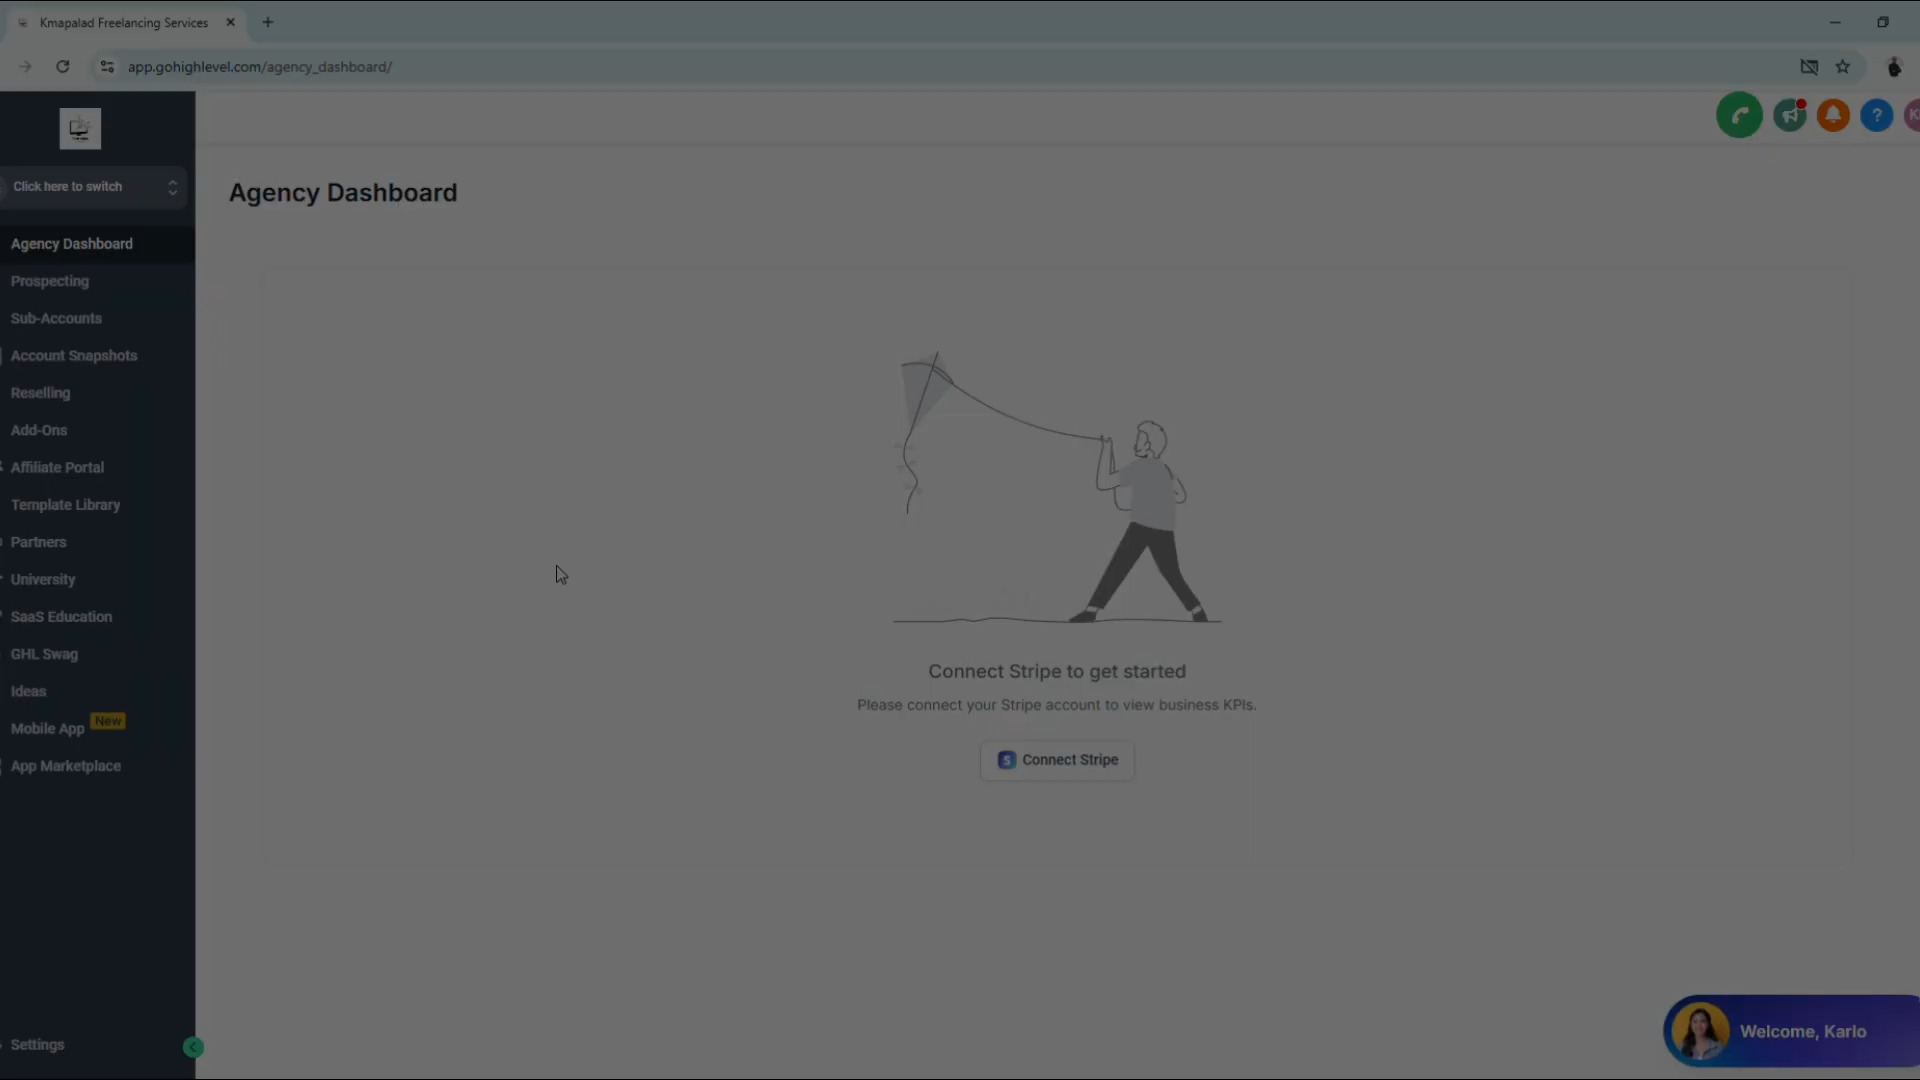 Kmapalad Freelancing Services
app.gohighlevel.com/agency_dashboard/
Click here to switch
Agency Dashboard
Prospecting
Sub-Accounts
Account Snapshots
Reselling
Add-Ons
Affiliate Portal
Template Library
Partners
University
SaaS Education
GHL Swag
Ideas
Mobile App New
App Marketplace
Settings
Agency Dashboard
Connect Stripe to get started
Please connect your Stripe account to view business KPIs.
S Connect Stripe
?
Welcome, Karlo